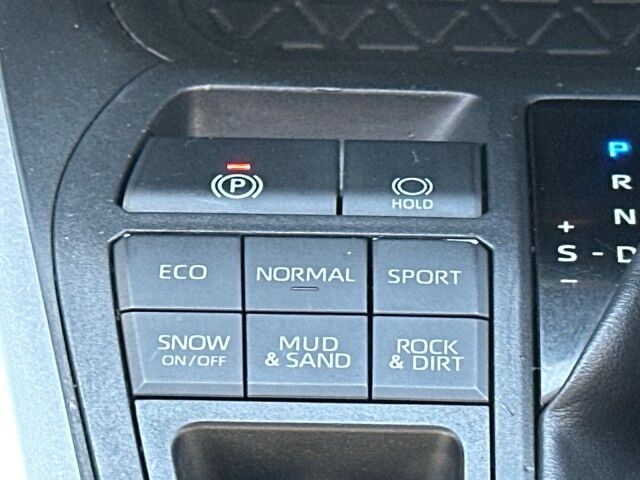 P
HOLD
ECO
NORMAL
SPORT
SNOW
ON/OFF
MUD
& SAND
ROCK
& DIRT
P
R
N
+
S - D
−